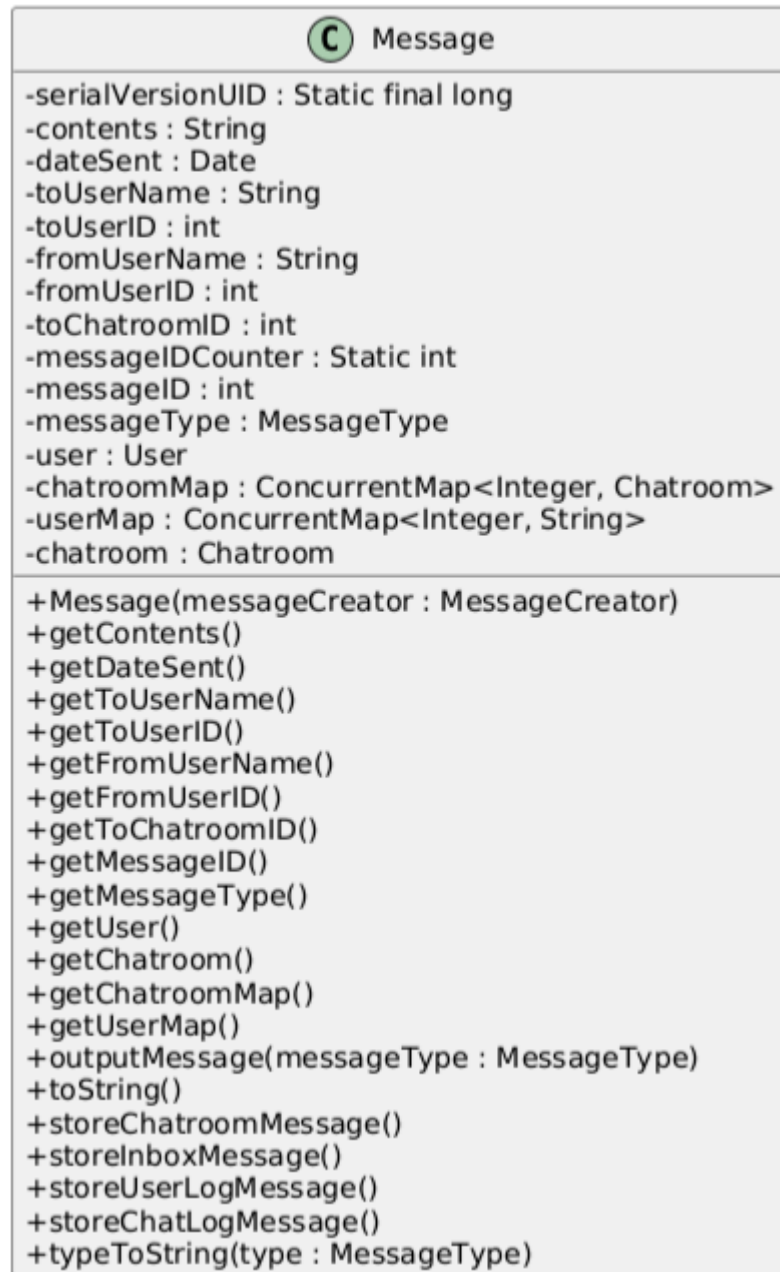 C Message
-serialVersionUID : Static final long
-contents : String
-dateSent : Date
-toUserName : String
-toUserID : int
-fromUserName : String
-fromUserID : int
-toChatroomID : int
-messageIDCounter : Static int
-messageID : int
-messageType : MessageType
-user : User
-chatroomMap : ConcurrentMap<Integer, Chatroom>
-userMap : ConcurrentMap<Integer, String>
-chatroom : Chatroom
+Message(messageCreator : MessageCreator)
+getContents()
+getDateSent()
+getToUserName()
+getToUserID()
+getFromUserName()
+getFromUserID()
+getToChatroomID()
+getMessageID()
+getMessageType()
+getUser()
+getChatroom()
+getChatroomMap()
+getUserMap()
+outputMessage(messageType : MessageType)
+toString()
+storeChatroomMessage()
+storeInboxMessage()
+storeUserLogMessage()
+storeChatLogMessage()
+typeToString(type : MessageType)